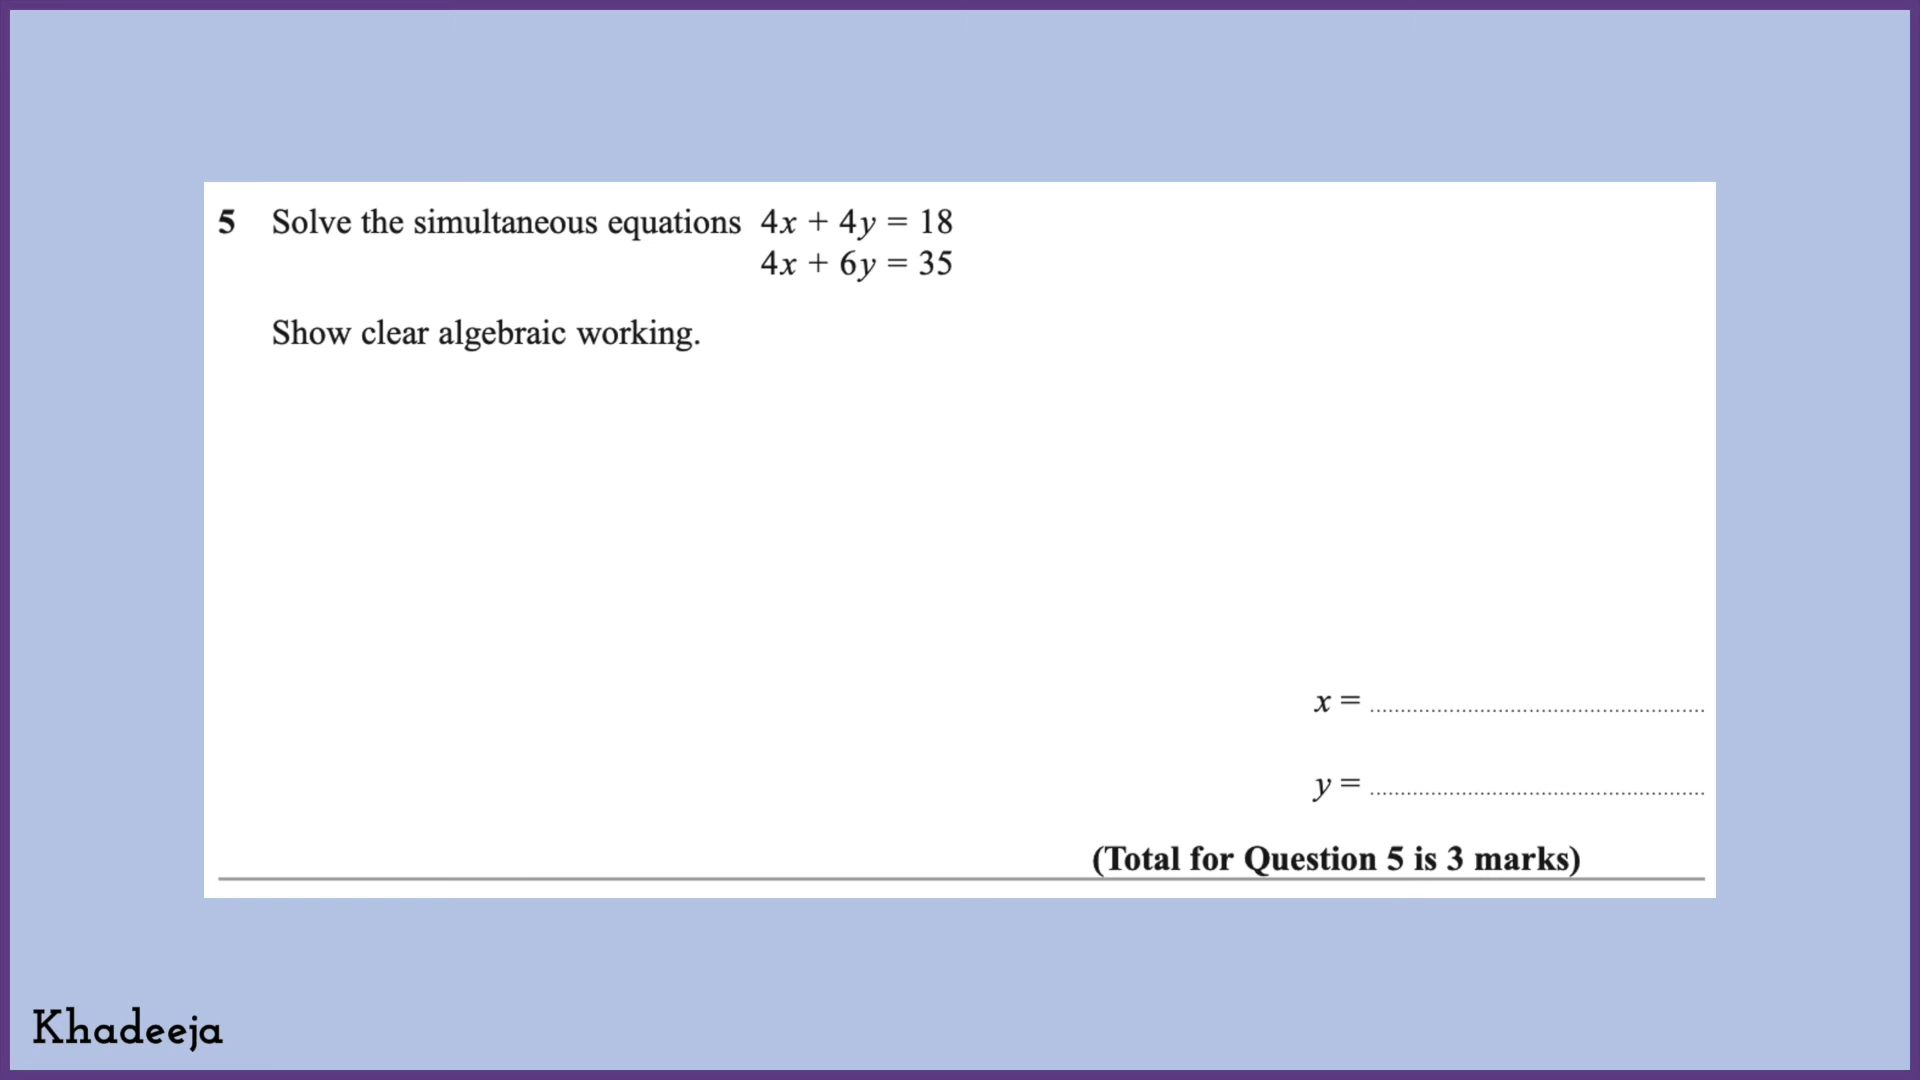 5 Solve the simultaneous equations 4x + 4y = 18
4x + 6y = 35
Show clear algebraic working.
x = ......................................................
y = ......................................................
(Total for Question 5 is 3 marks)
Khadeeja